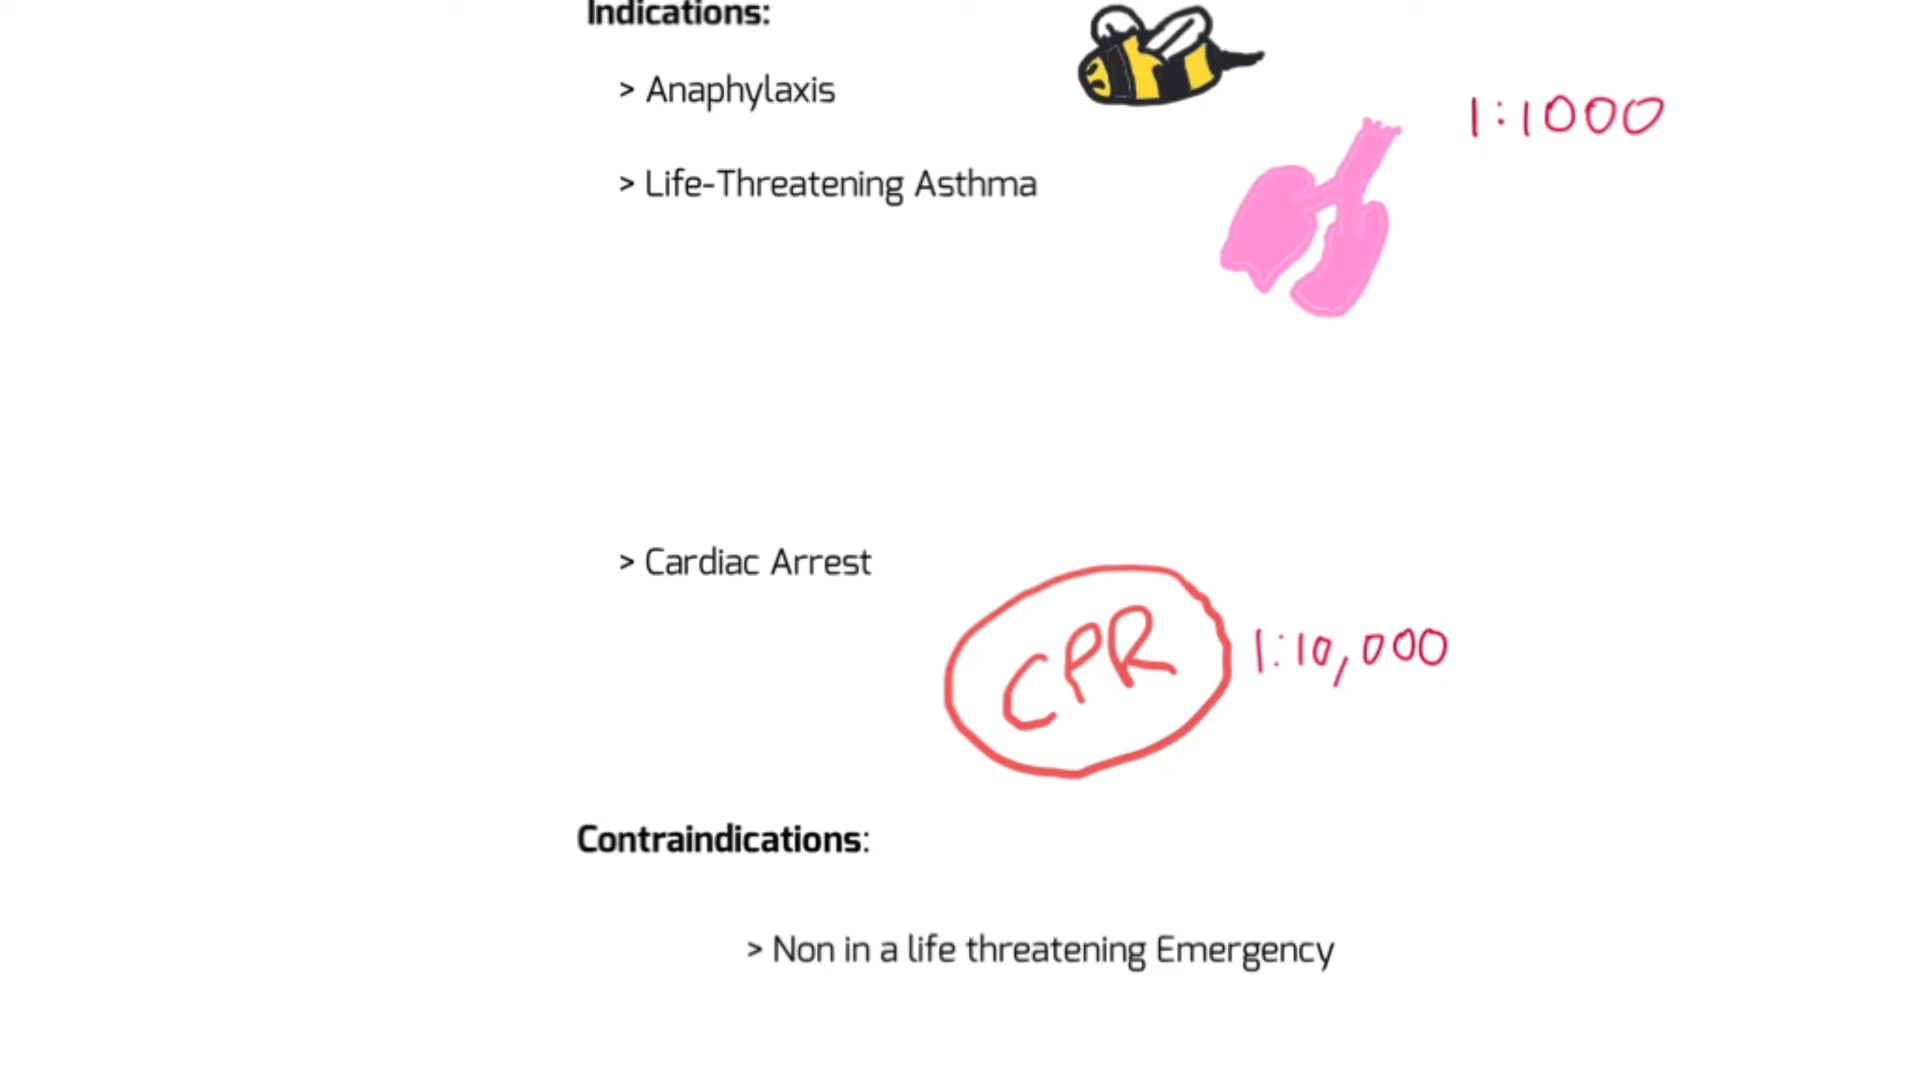 Indications:
> Anaphylaxis
1:1000
> Life-Threatening Asthma
> Cardiac Arrest
CPR
1:10,000
Contraindications:
> Non in a life threatening Emergency